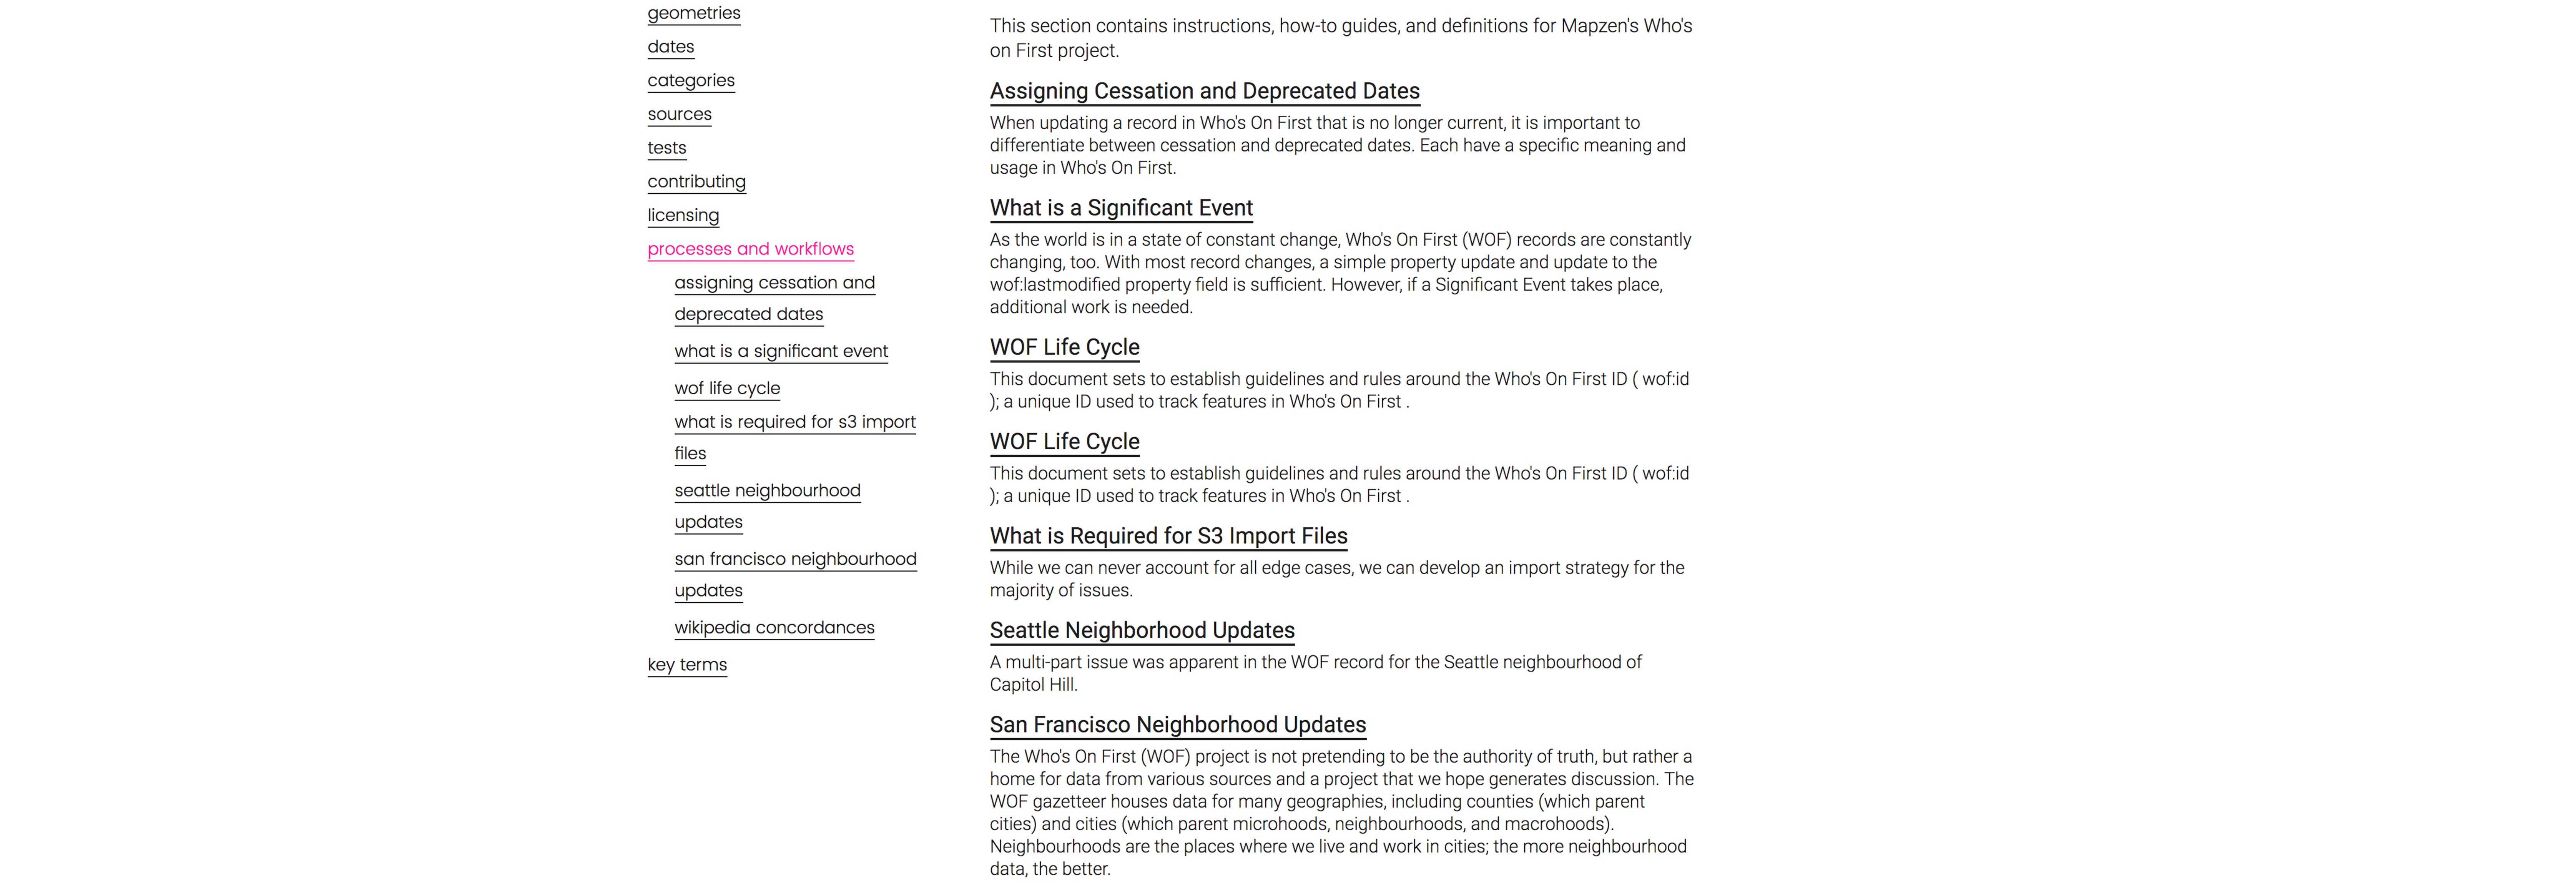 geometries
dates
categories
sources
tests
contributing
licensing
processes and workflows
assigning cessation and
deprecated dates
what is a significant event
wof life cycle
what is required for s3 import
files
seattle neighbourhood
updates
san francisco neighbourhood
updates
wikipedia concordances
key terms
This section contains instructions, how-to guides, and definitions for Mapzen's Who's
on First project.
Assigning Cessation and Deprecated Dates
When updating a record in Who's On First that is no longer current, it is important to
differentiate between cessation and deprecated dates. Each have a specific meaning and
usage in Who's On First.
What is a Significant Event
As the world is in a state of constant change, Who's On First (WOF) records are constantly
changing, too. With most record changes, a simple property update and update to the
wof:lastmodified property field is sufficient. However, if a Significant Event takes place,
additional work is needed.
WOF Life Cycle
This document sets to establish guidelines and rules around the Who's On First ID ( wof:id
); a unique ID used to track features in Who's On First .
WOF Life Cycle
This document sets to establish guidelines and rules around the Who's On First ID ( wof:id
); a unique ID used to track features in Who's On First .
What is Required for S3 Import Files
While we can never account for all edge cases, we can develop an import strategy for the
majority of issues.
Seattle Neighborhood Updates
A multi-part issue was apparent in the WOF record for the Seattle neighbourhood of
Capitol Hill.
San Francisco Neighborhood Updates
The Who's On First (WOF) project is not pretending to be the authority of truth, but rather a
home for data from various sources and a project that we hope generates discussion. The
WOF gazetteer houses data for many geographies, including counties (which parent
cities) and cities (which parent microhoods, neighbourhoods, and macrohoods).
Neighbourhoods are the places where we live and work in cities; the more neighbourhood
data, the better.